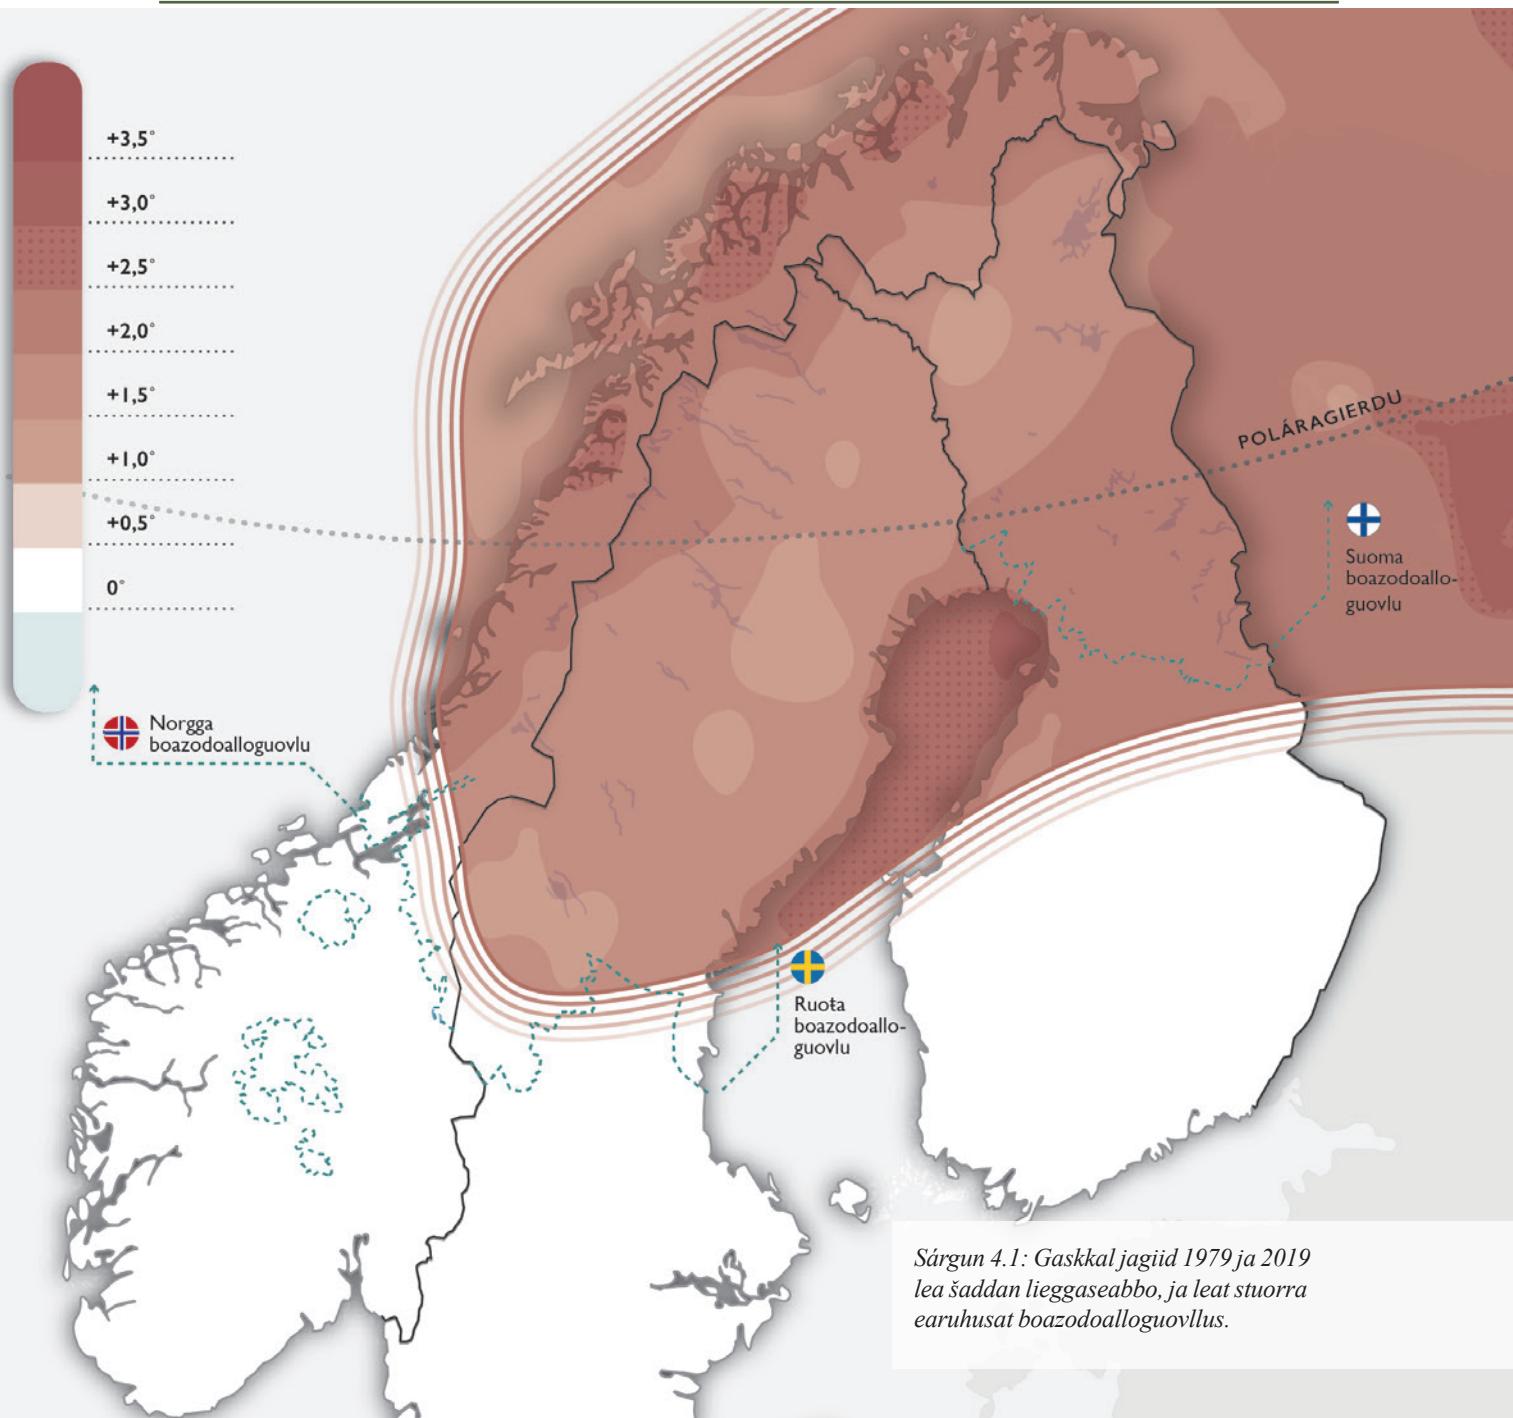 +3,5°
+3,0°
+2,5°
+2,0°
+1,5°
+1,0°
+0,5°
0°
POLÁRAGIERDU
Suoma
boazodoallo-
guovlu
Norgga
boazodoalloguovlu
Ruoŧa
boazodoallo-
guovlu
Sárgun 4.1: Gaskkal jagiid 1979 ja 2019
lea šaddan lieggaseabbo, ja leat stuorra
earuhusat boazodoalloguovllus.